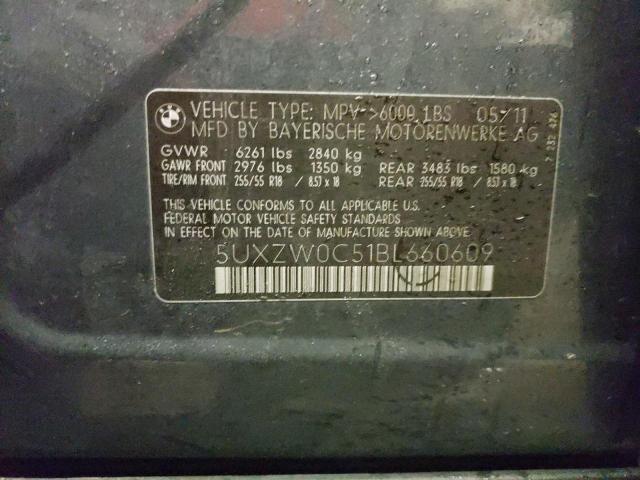 BMW
VEHICLE TYPE: MPV->6000 LBS 05/11
MFD BY BAYERISCHE MOTORENWERKE AG
GVWR 6261 lbs 2840 kg
GAWR FRONT 2976 lbs 1350 kg REAR 3483 lbs 1580 kg
TIRE/RIM FRONT 255/55 R18 / 8.5J x 18 REAR 255/55 R18 / 8.5J x 18
THIS VEHICLE CONFORMS TO ALL APPLICABLE U.S.
FEDERAL MOTOR VEHICLE SAFETY STANDARDS
IN EFFECT ON THE DATE OF MANUFACTURE SHOWN ABOVE.
5UXZW0C51BL660609